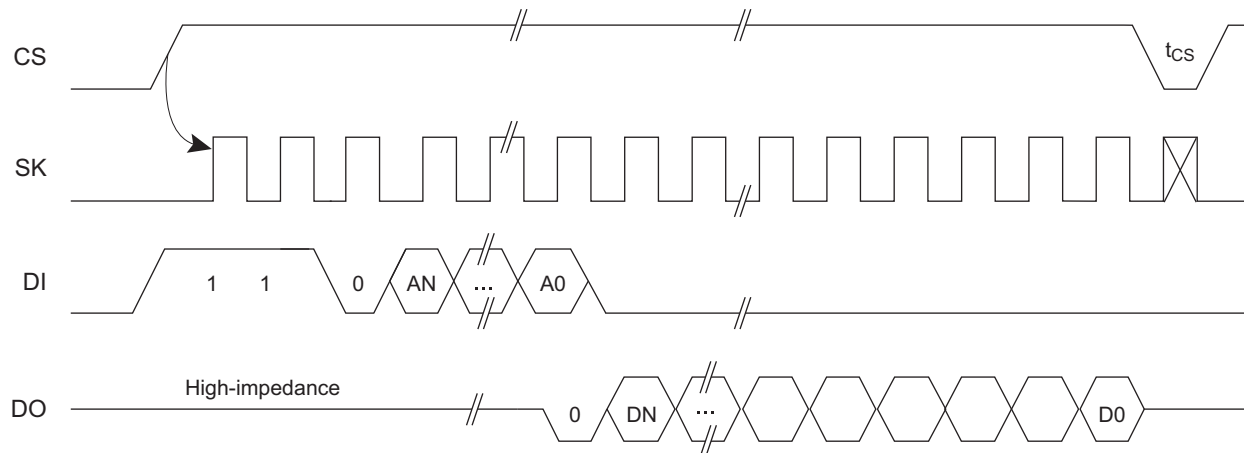 CS
tCS
SK
DI
1 1 0 AN ... A0
High-impedance
DO
0 DN ... D0